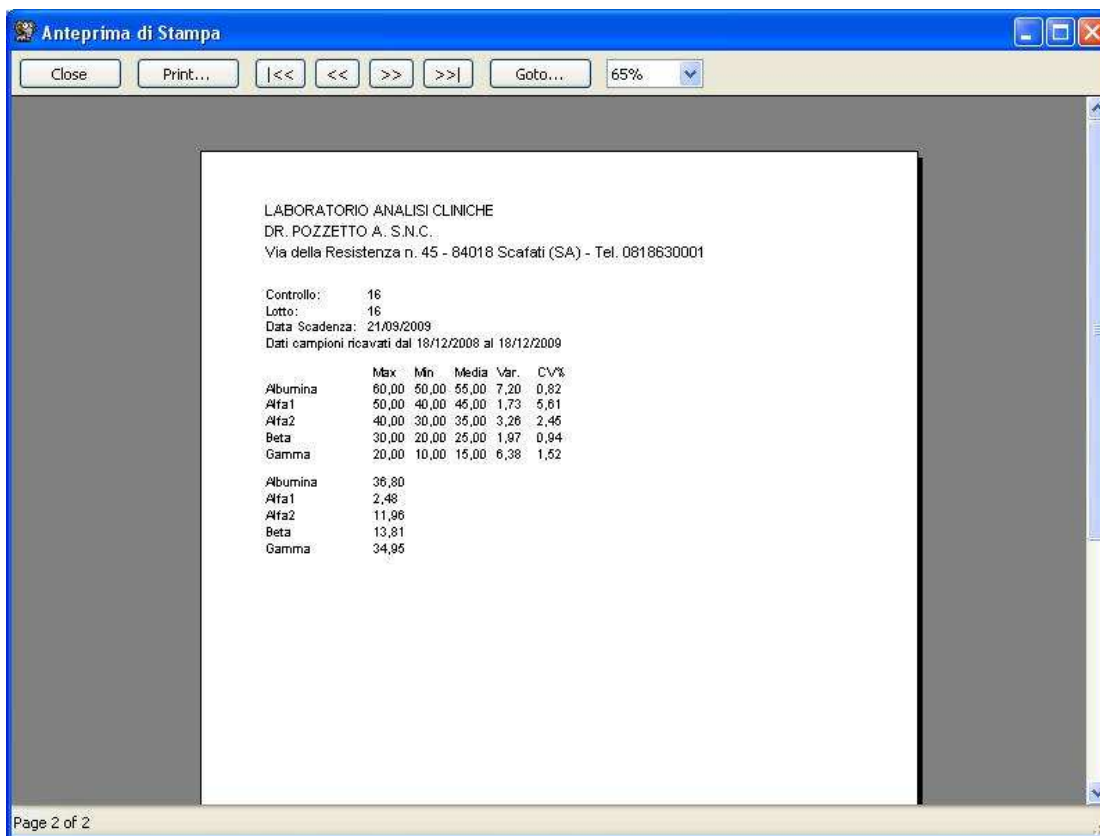 Anteprima di Stampa
Close Print... |<< << >> >>| Goto... 65%
LABORATORIO ANALISI CLINICHE
DR. POZZETTO A. S.N.C.
Via della Resistenza n. 45 - 84018 Scafati (SA) - Tel. 0818630001
Controllo: 16
Lotto: 16
Data Scadenza: 21/09/2009
Dati campioni ricavati dal 18/12/2008 al 18/12/2009
Max Min Media Var. CV%
Albumina 60,00 50,00 55,00 7,20 0,82
Alfa1 50,00 40,00 45,00 1,73 5,61
Alfa2 40,00 30,00 35,00 3,26 2,45
Beta 30,00 20,00 25,00 1,97 0,94
Gamma 20,00 10,00 15,00 6,38 1,52
Albumina 36,80
Alfa1 2,48
Alfa2 11,96
Beta 13,81
Gamma 34,95
Page 2 of 2